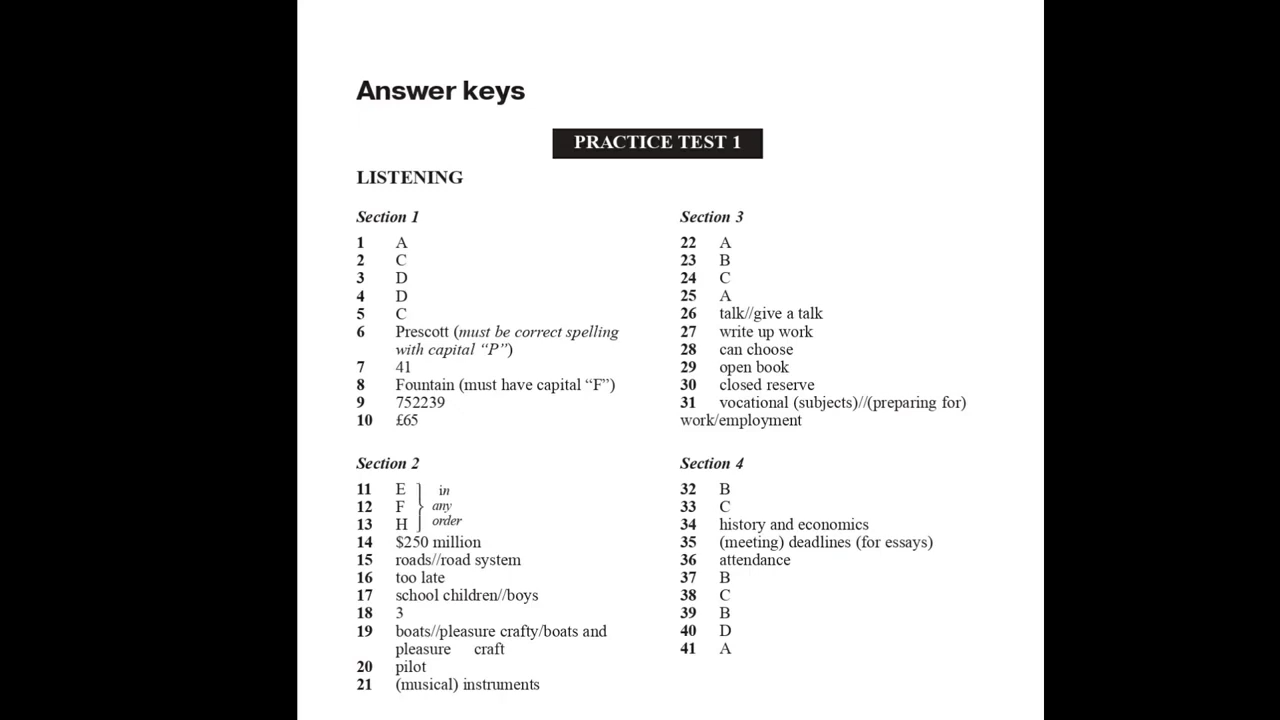 Answer keys
PRACTICE TEST 1
LISTENING
Section 1
1 A
2 C
3 D
4 D
5 C
6 Prescott (must be correct spelling
with capital “P”)
7 41
8 Fountain (must have capital “F”)
9 752239
10 £65
Section 2
11 E in
12 F any
13 H order
14 $250 million
15 roads//road system
16 too late
17 school children//boys
18 3
19 boats//pleasure crafty/boats and
pleasure craft
20 pilot
21 (musical) instruments
Section 3
22 A
23 B
24 C
25 A
26 talk//give a talk
27 write up work
28 can choose
29 open book
30 closed reserve
31 vocational (subjects)//(preparing for)
work/employment
Section 4
32 B
33 C
34 history and economics
35 (meeting) deadlines (for essays)
36 attendance
37 B
38 C
39 B
40 D
41 A